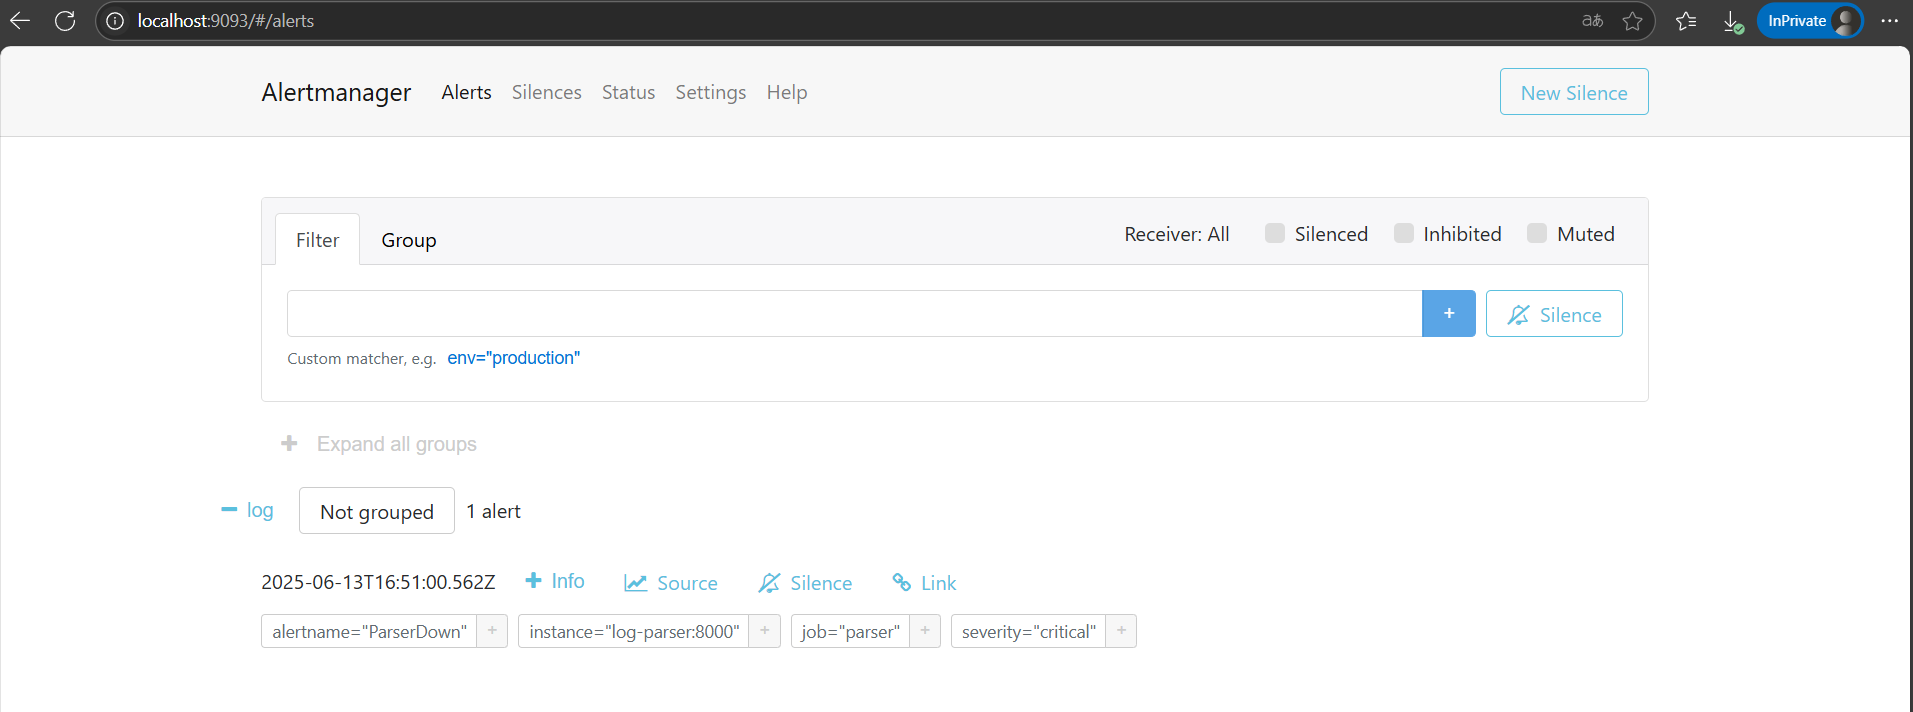 localhost:9093/#/alerts
aあ
InPrivate
Alertmanager Alerts Silences Status Settings Help New Silence
Filter Group Receiver: All Silenced Inhibited Muted
+ Silence
Custom matcher, e.g. env="production"
+ Expand all groups
− log Not grouped 1 alert
2025-06-13T16:51:00.562Z + Info Source Silence Link
alertname="ParserDown" + instance="log-parser:8000" + job="parser" + severity="critical" +